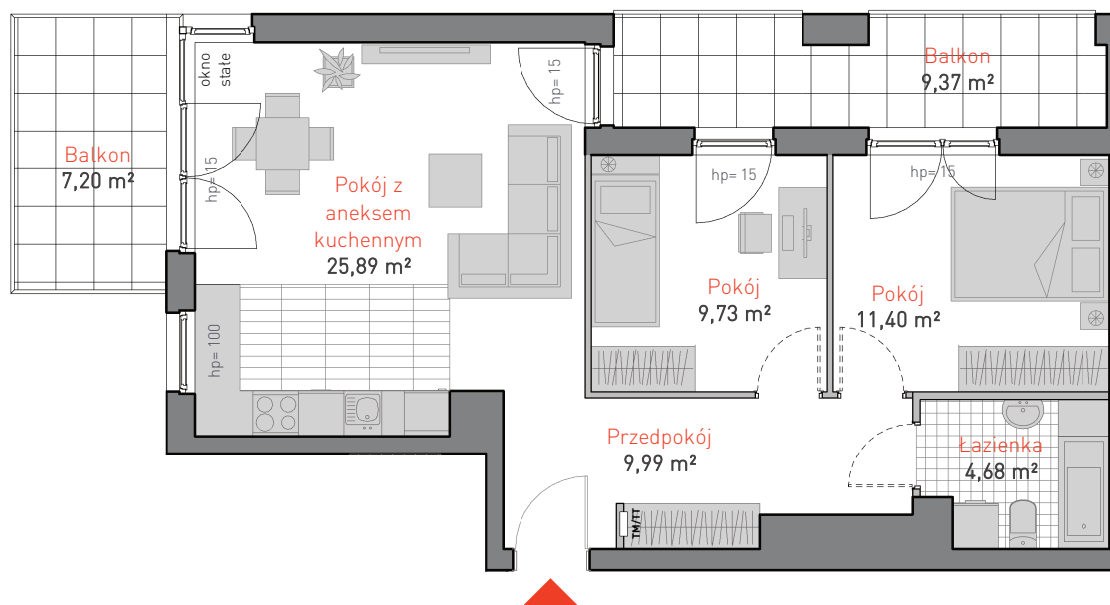 okno
stałe
hp= 15
Balkon
9,37 m²
Balkon
7,20 m²
hp= 15
Pokój z
aneksem
kuchennym
25,89 m²
hp= 15
hp= 15
Pokój
9,73 m²
Pokój
11,40 m²
hp= 100
Przedpokój
9,99 m²
Łazienka
4,68 m²
TM/TT